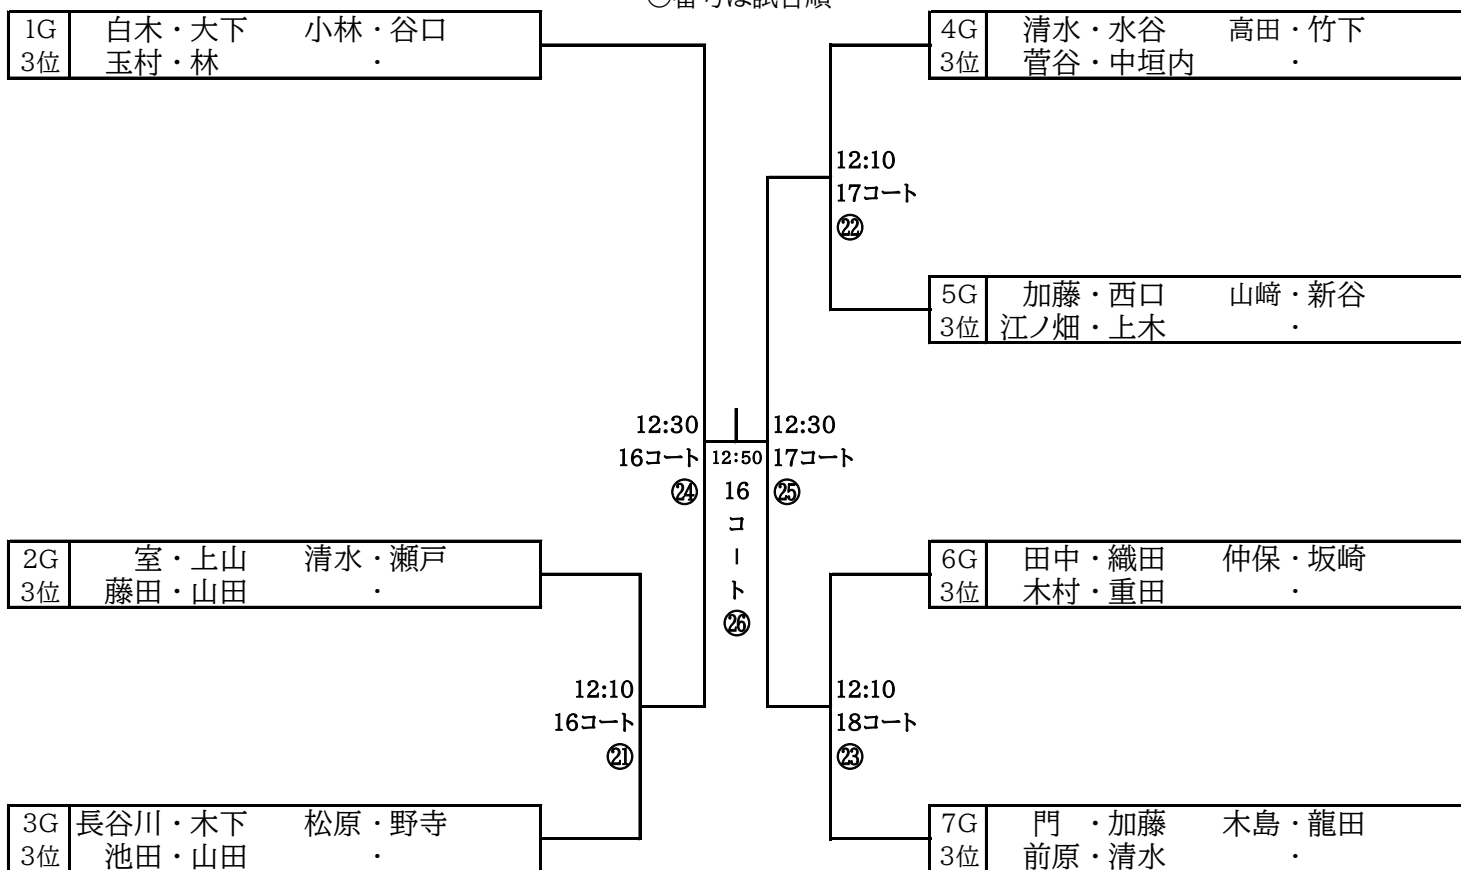 ○番号は試合順
1G 白木・大下 小林・谷口
3位 玉村・林 ・
4G 清水・水谷 高田・竹下
3位 菅谷・中垣内 ・
12:10
17コート
㉒
5G 加藤・西口 山﨑・新谷
3位 江ノ畑・上木 ・
12:30
16コート
㉔
12:50
16
コ
ー
ト
㉖
12:30
17コート
㉕
2G 室・上山 清水・瀬戸
3位 藤田・山田 ・
6G 田中・織田 仲保・坂崎
3位 木村・重田 ・
12:10
16コート
㉑
12:10
18コート
㉓
3G 長谷川・木下 松原・野寺
3位 池田・山田 ・
7G 門 ・加藤 木島・龍田
3位 前原・清水 ・